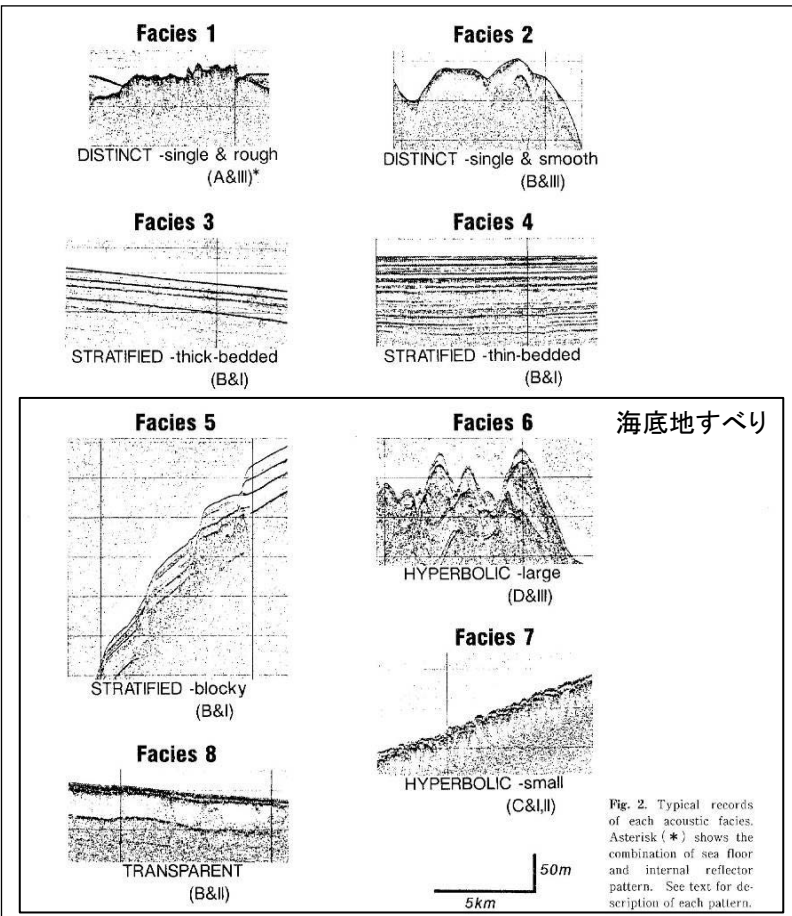 Facies 1
DISTINCT -single & rough
(A&III)*
Facies 2
DISTINCT -single & smooth
(B&III)
Facies 3
STRATIFIED -thick-bedded
(B&I)
Facies 4
STRATIFIED -thin-bedded
(B&I)
海底地すべり
Facies 5
STRATIFIED -blocky
(B&I)
Facies 6
HYPERBOLIC -large
(D&III)
Facies 7
HYPERBOLIC -small
(C&I,II)
Facies 8
TRANSPARENT
(B&II)
50m
5km
Fig. 2. Typical records
of each acoustic facies.
Asterisk (*) shows the
combination of sea floor
and internal reflector
pattern. See text for de-
scription of each pattern.